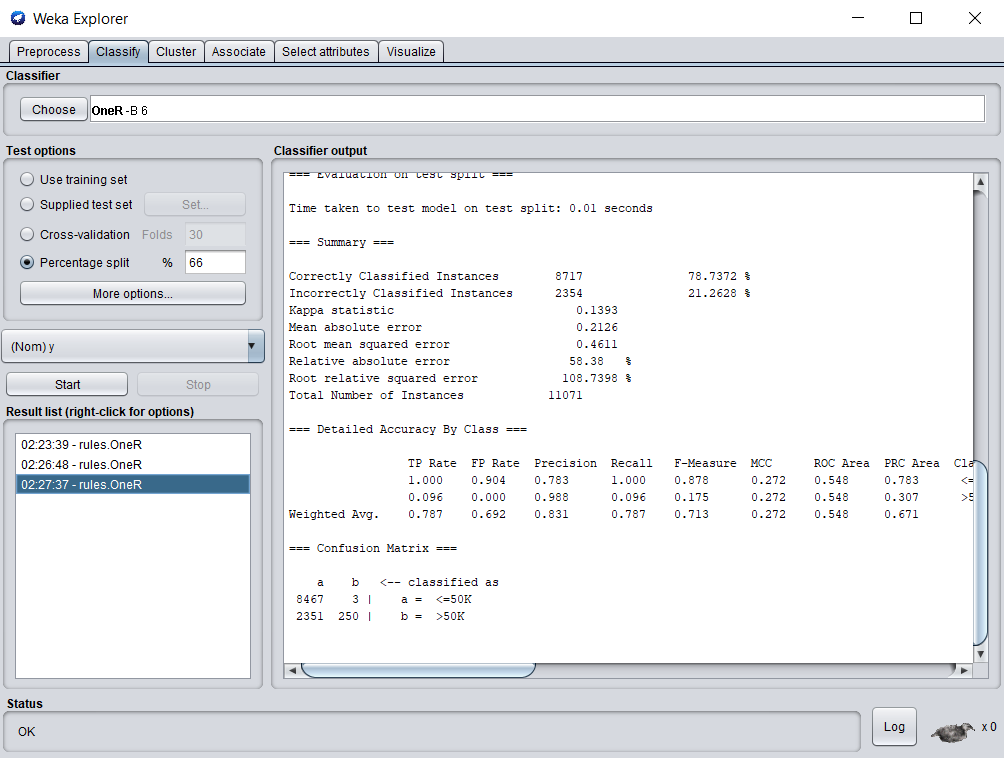 Weka Explorer
Preprocess Classify Cluster Associate Select attributes Visualize
Classifier
Choose OneR -B 6
Test options
Use training set
Supplied test set Set...
Cross-validation Folds 30
Percentage split % 66
More options...
(Nom) y
Start Stop
Result list (right-click for options)
02:23:39 - rules.OneR
02:26:48 - rules.OneR
02:27:37 - rules.OneR
Classifier output
=== Evaluation on test split ===
Time taken to test model on test split: 0.01 seconds
=== Summary ===
Correctly Classified Instances 8717 78.7372 %
Incorrectly Classified Instances 2354 21.2628 %
Kappa statistic 0.1393
Mean absolute error 0.2126
Root mean squared error 0.4611
Relative absolute error 58.38 %
Root relative squared error 108.7398 %
Total Number of Instances 11071
=== Detailed Accuracy By Class ===
TP Rate FP Rate Precision Recall F-Measure MCC ROC Area PRC Area Cla
1.000 0.904 0.783 1.000 0.878 0.272 0.548 0.783 <=
0.096 0.000 0.988 0.096 0.175 0.272 0.548 0.307 >5
Weighted Avg. 0.787 0.692 0.831 0.787 0.713 0.272 0.548 0.671
=== Confusion Matrix ===
a b <-- classified as
8467 3 | a = <=50K
2351 250 | b = >50K
Status
OK
Log x 0